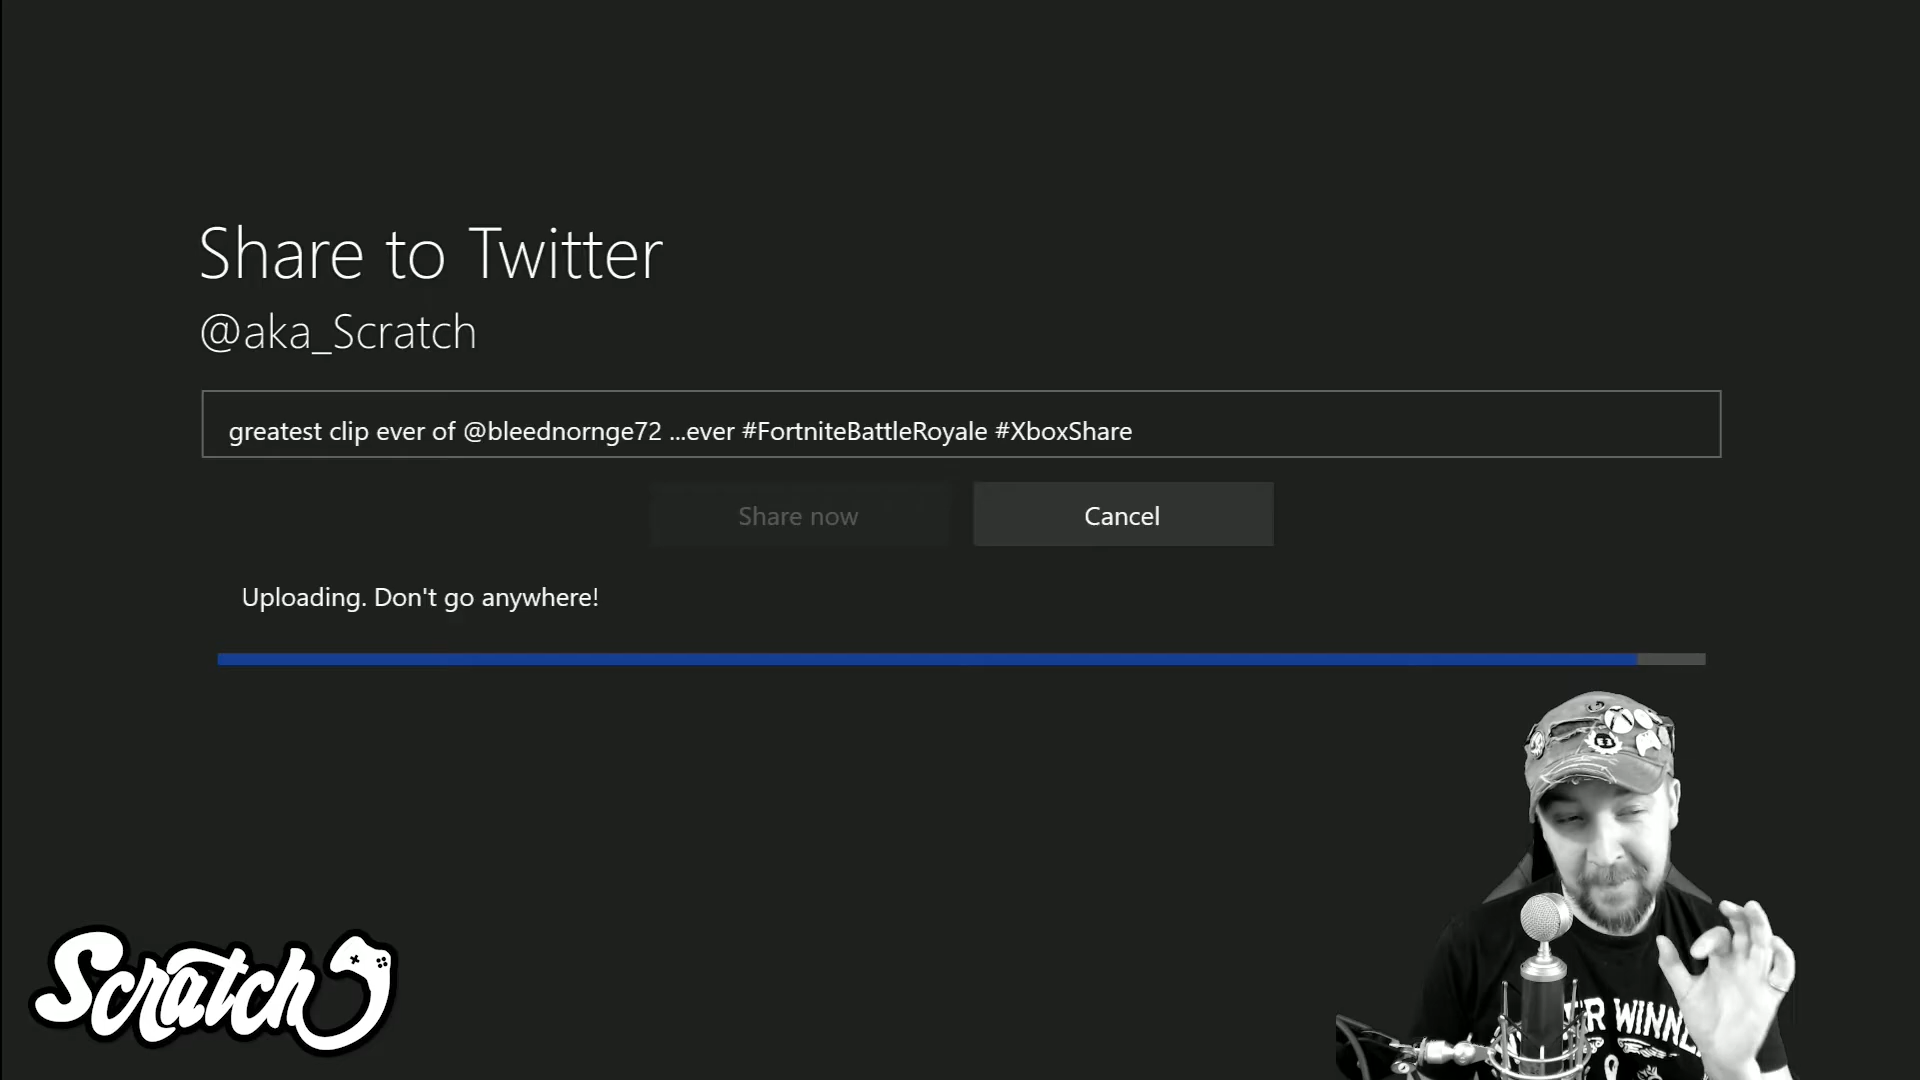 Share to Twitter
@aka_Scratch
greatest clip ever of @bleednornge72 ...ever #FortniteBattleRoyale #XboxShare
Share now
Cancel
Uploading. Don't go anywhere!
Scratch